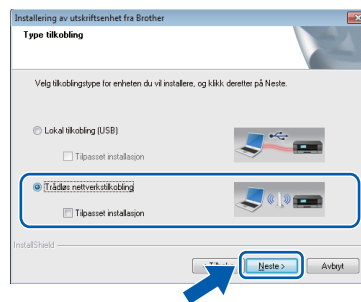 Installering av utskriftsenhet fra Brother
Type tilkobling
Velg tilkoblingstype for enheten du vil installere, og klikk deretter på Neste.
Lokal tilkobling (USB)
Tilpasset installasjon
Trådløs nettverkstilkobling
Tilpasset installasjon
InstallShield
Neste > Avbryt